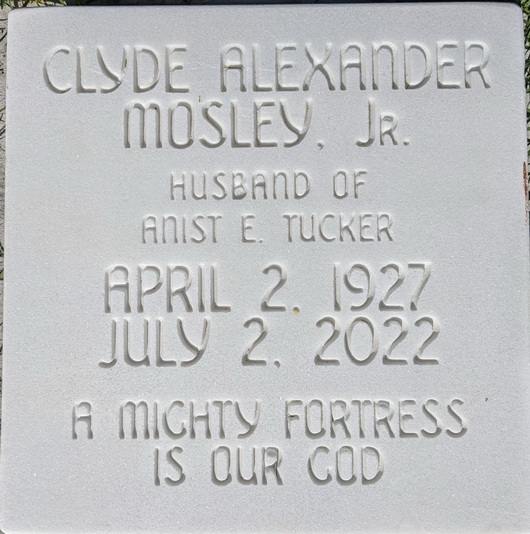 CLYDE ALEXANDER
MOSLEY, JR.
HUSBAND OF
ANIST E. TUCKER
APRIL 2, 1927
JULY 2, 2022
A MIGHTY FORTRESS
IS OUR GOD